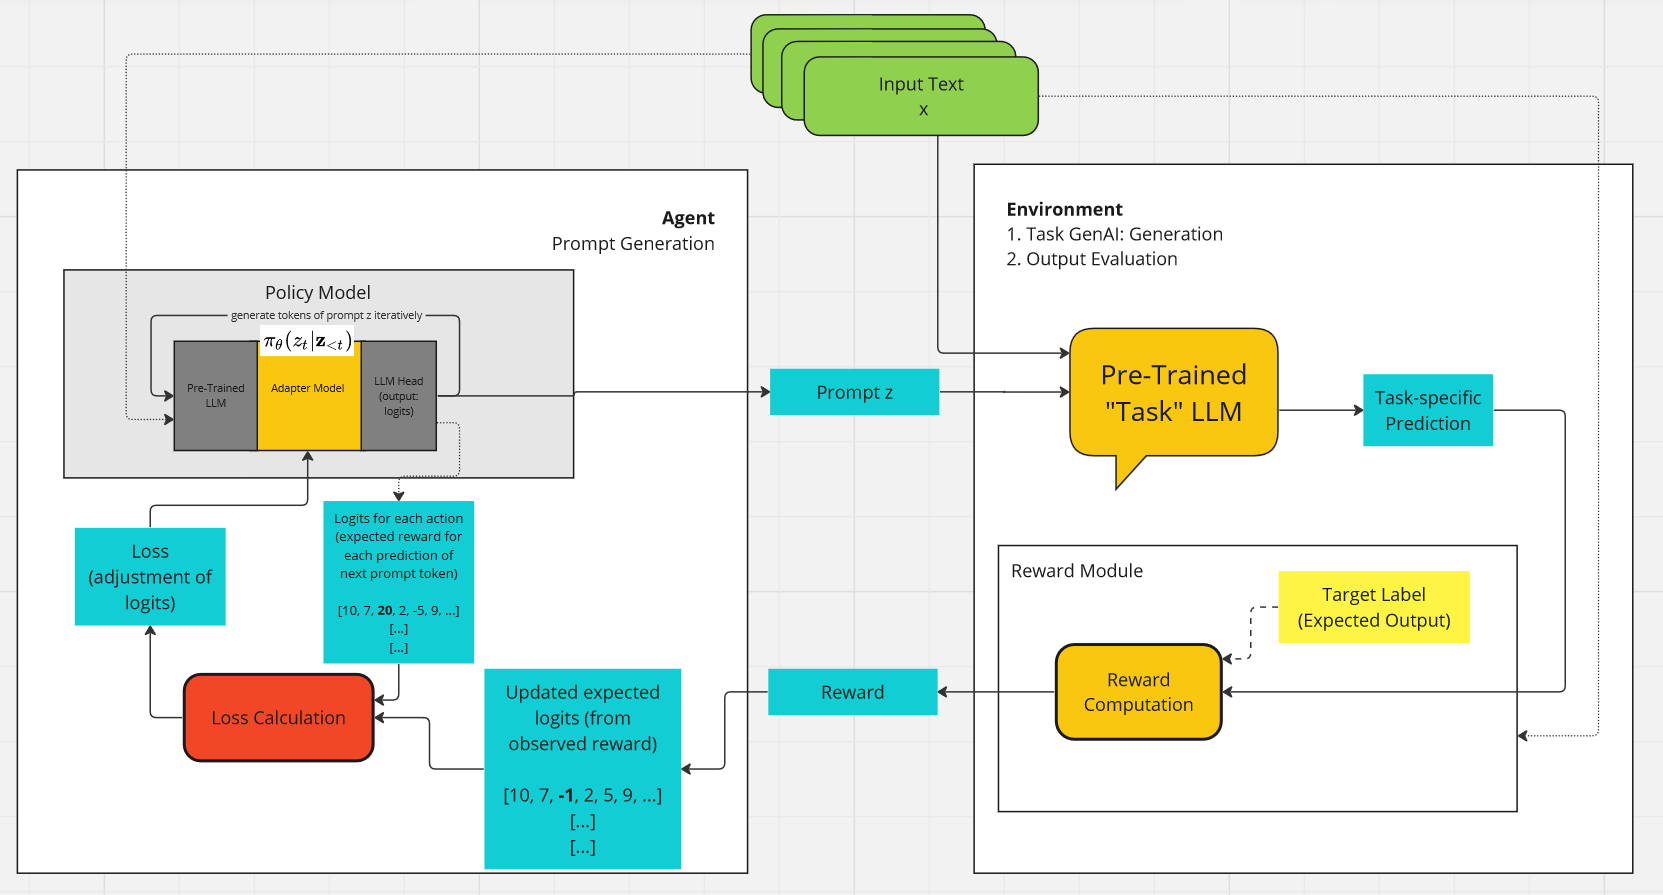 Input Text
x
Agent
Prompt Generation
Policy Model
generate tokens of prompt z iteratively
π_θ(z_t|𝐳_{<t})
Pre-Trained
LLM
Adapter Model
LLM Head
(output:
logits)
Loss
(adjustment of
logits)
Logits for each action
(expected reward for
each prediction of
next prompt token)
[10, 7, 20, 2, -5, 9, ...]
[...]
[...]
Loss Calculation
Updated expected
logits (from
observed reward)
[10, 7, -1, 2, 5, 9, ...]
[...]
[...]
Prompt z
Reward
Environment
1. Task GenAI: Generation
2. Output Evaluation
Pre-Trained
"Task" LLM
Task-specific
Prediction
Reward Module
Target Label
(Expected Output)
Reward
Computation